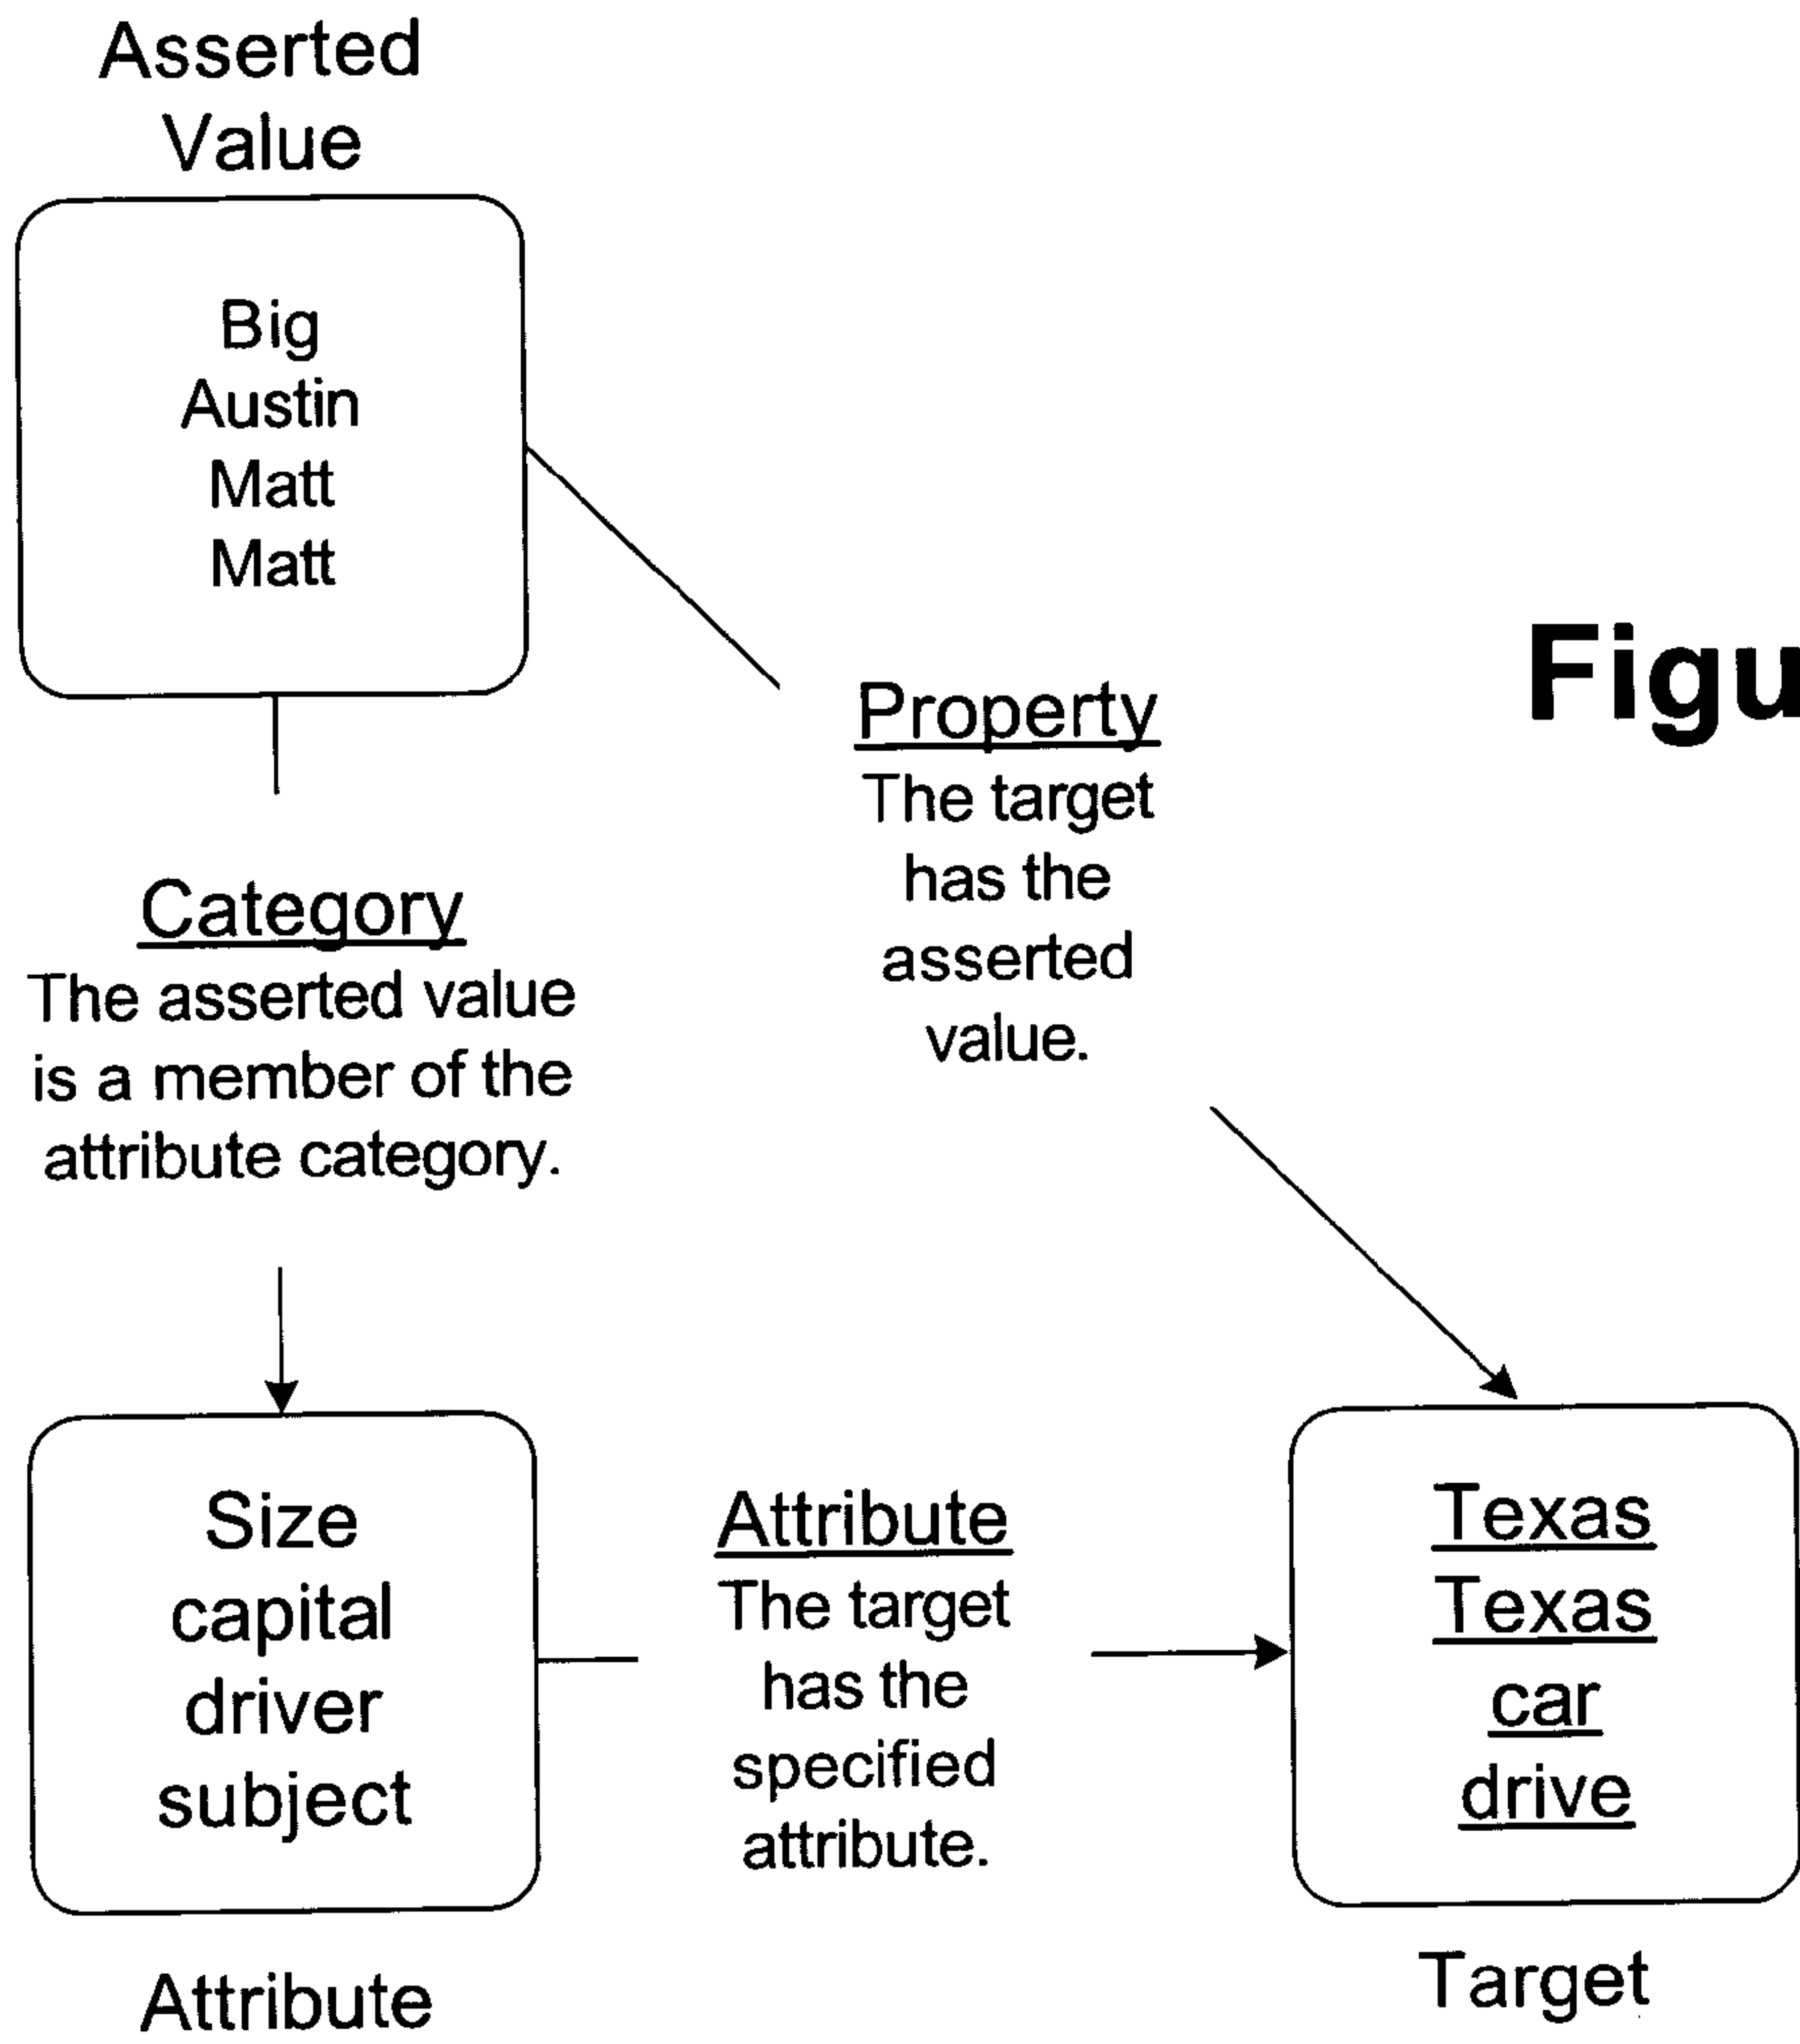 Asserted
Value
Big
Austin
Matt
Matt
Figu
Property
The target
has the
asserted
value.
Category
The asserted value
is a member of the
attribute category.
Size
capital
driver
subject
Attribute
The target
has the
specified
attribute.
Texas
Texas
car
drive
Attribute
Target